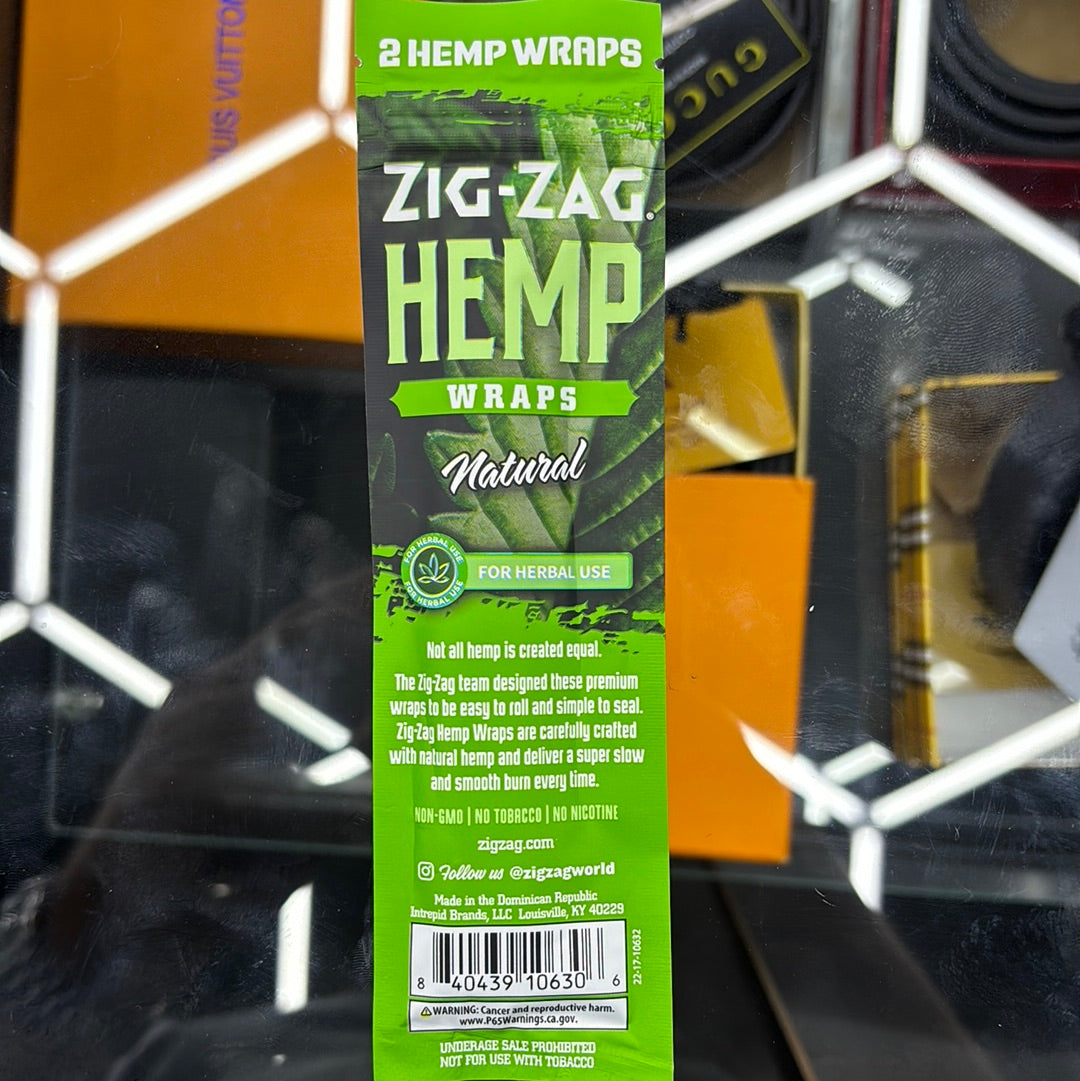 2 HEMP WRAPS
LOUIS VUITTON
GUCCI
ZIG-ZAG®
HEMP
WRAPS
Natural
FOR HERBAL USE
FOR HERBAL USE
FOR HERBAL USE
Not all hemp is created equal.
The Zig-Zag team designed these premium
wraps to be easy to roll and simple to seal.
Zig-Zag Hemp Wraps are carefully crafted
with natural hemp and deliver a super slow
and smooth burn every time.
NON-GMO | NO TOBACCO | NO NICOTINE
zigzag.com
Follow us @zigzagworld
Made in the Dominican Republic
Intrepid Brands, LLC Louisville, KY 40229
8 40439 10630 6
22-17-10632
⚠WARNING: Cancer and reproductive harm.
www.P65Warnings.ca.gov.
UNDERAGE SALE PROHIBITED
NOT FOR USE WITH TOBACCO